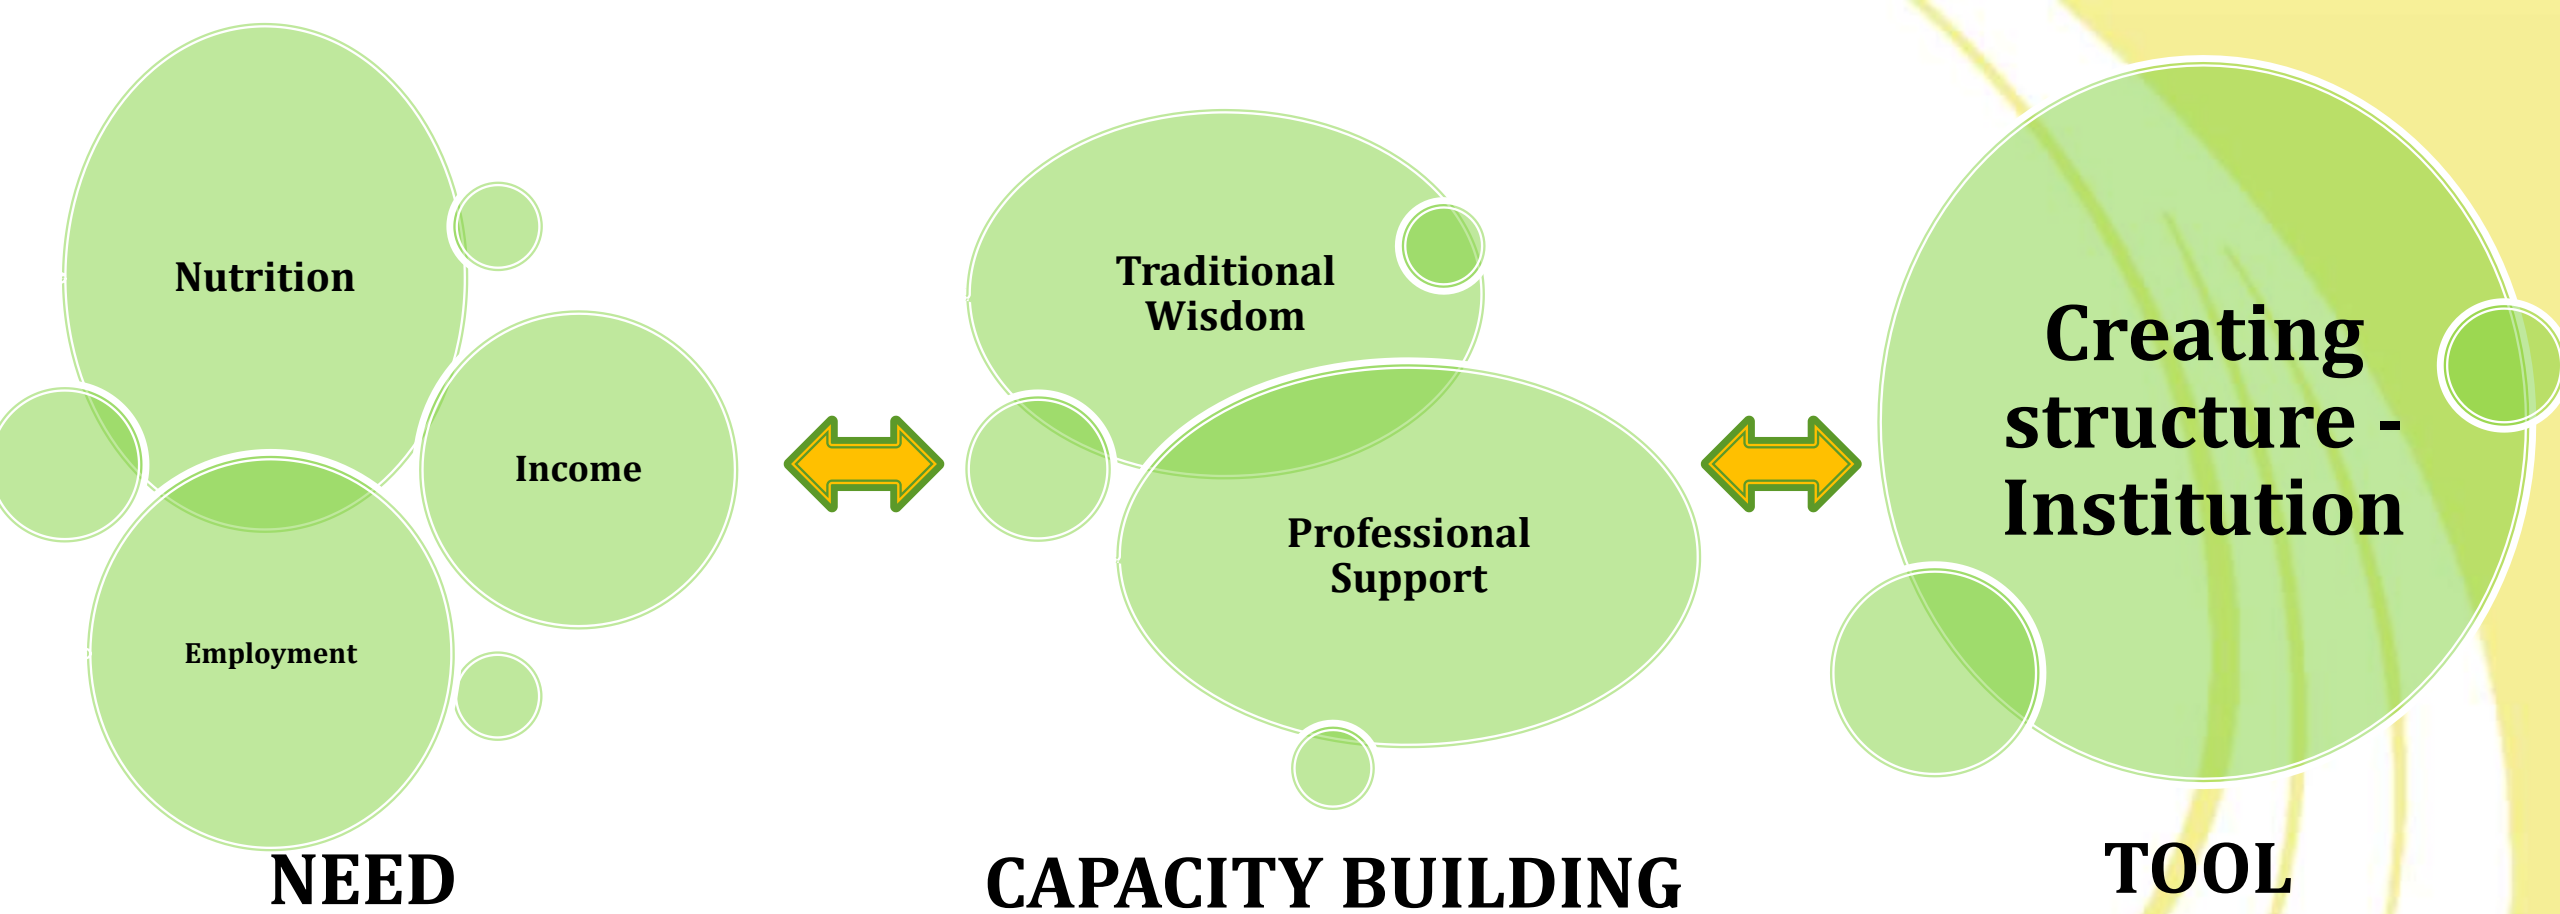 Nutrition
Income
Employment
NEED
Traditional
Wisdom
Professional
Support
CAPACITY BUILDING
Creating
structure -
Institution
TOOL